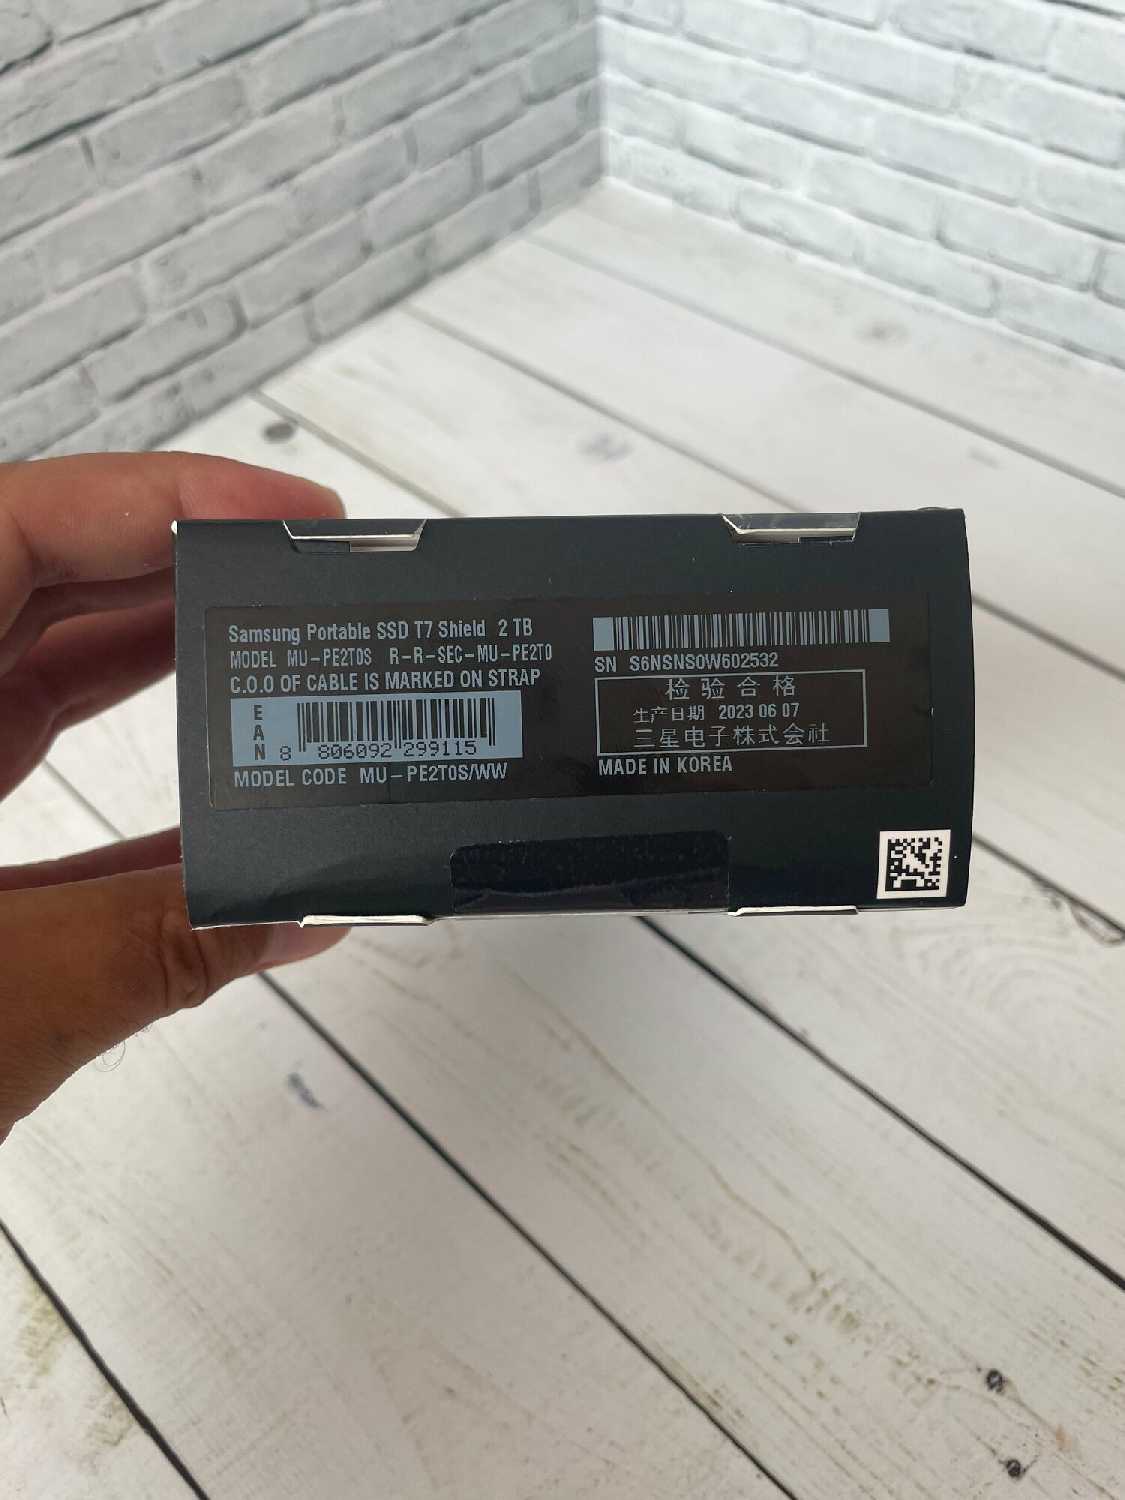 Samsung Portable SSD T7 Shield 2 TB
MODEL MU-PE2T0S R-R-SEC-MU-PE2T0
C.O.O OF CABLE IS MARKED ON STRAP
EAN
8 806092 299115
MODEL CODE MU-PE2T0S/WW
SN S6NSNS0W602532
检验合格
生产日期 2023 06 07
三星电子株式会社
MADE IN KOREA